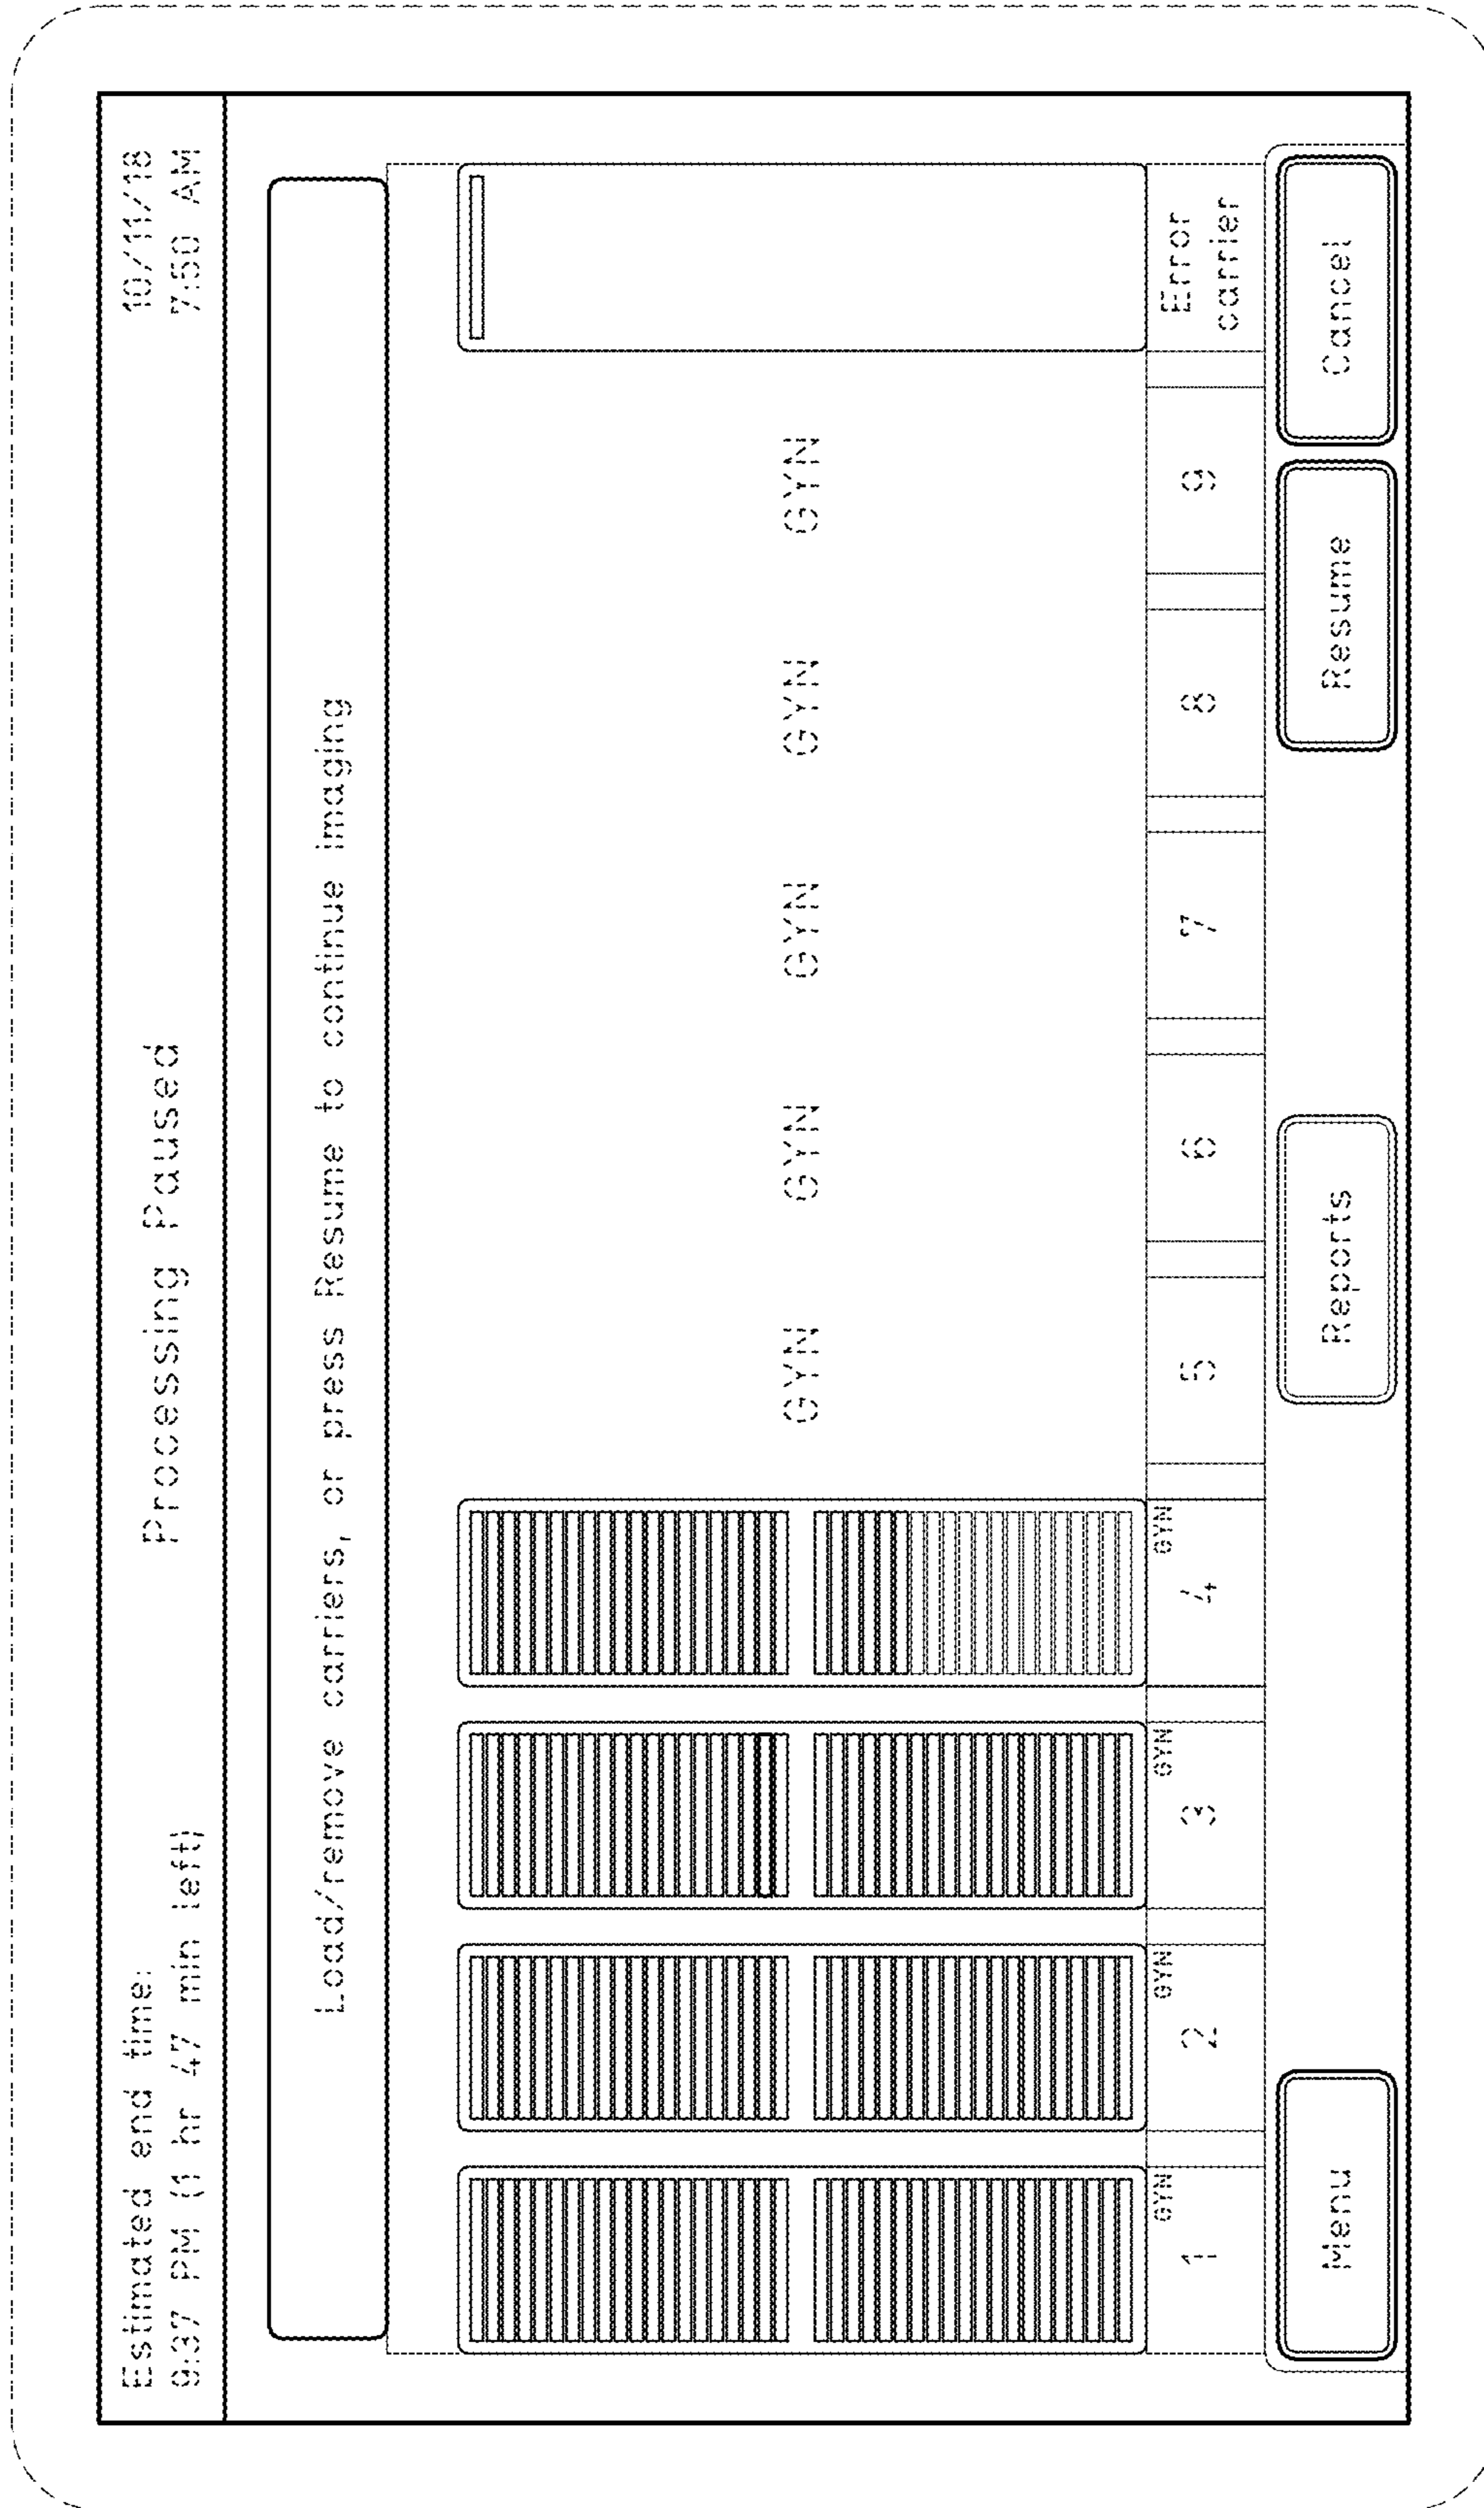 Estimated end time:
9:37 PM (1 hr 47 min left)
Processing Paused
10/11/18
7:50 AM
Load/remove carriers, or press Resume to continue imaging
GYN
GYN
GYN
GYN
GYN
GYN
GYN
GYN
GYN
1
2
3
4
5
6
7
8
9
Error
carrier
Menu
Reports
Resume
Cancel